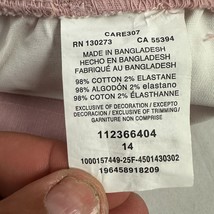 CARE307
RN 130273 CA 55394
MADE IN BANGLADESH
HECHO EN BANGLADESH
FABRIQUÉ AU BANGLADESH
98% COTTON 2% ELASTANE
98% ALGODÓN 2% ELASTANO
98% COTON 2% ÉLASTHANNE
EXCLUSIVE OF DECORATION / EXCEPTO
DECORACION / EXCLUSIVE OF TRIMMING/
GARNITURE NON COMPRISE
112366404
14
1000157449-25F-4501430302
196458918209